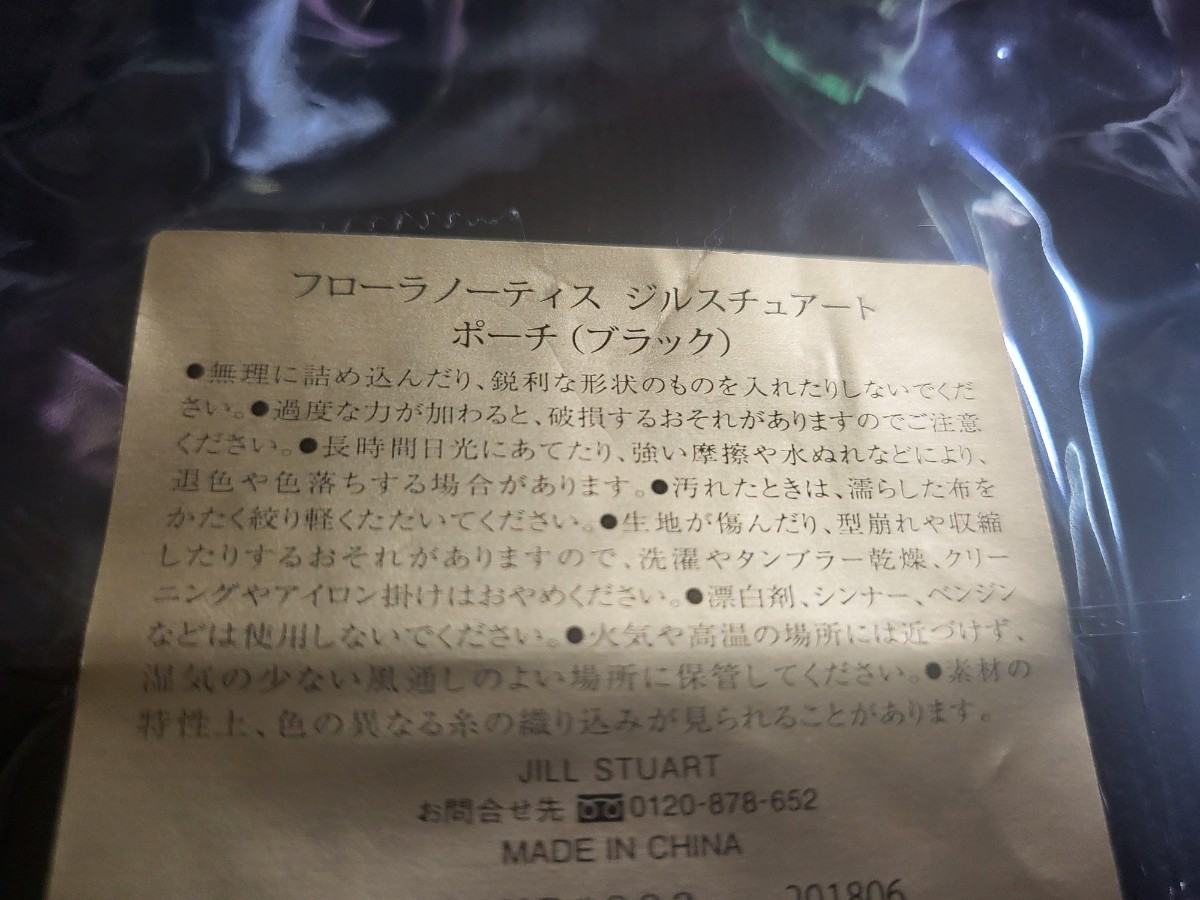 フローラノーティス ジルスチュアート
ポーチ（ブラック）
●無理に詰め込んだり、鋭利な形状のものを入れたりしないでくだ
さい。●過度な力が加わると、破損するおそれがありますのでご注意
ください。●長時間日光にあてたり、強い摩擦や水ぬれなどにより、
退色や色落ちする場合があります。●汚れたときは、濡らした布を
かたく絞り軽くたたいてください。●生地が傷んだり、型崩れや収縮
したりするおそれがありますので、洗濯やタンブラー乾燥、クリー
ニングやアイロン掛けはおやめください。●漂白剤、シンナー、ベンジン
などは使用しないでください。●火気や高温の場所には近づけず、
湿気の少ない風通しのよい場所に保管してください。●素材の
特性上、色の異なる糸の織り込みが見られることがあります。
JILL STUART
お問合せ先 0120-878-652
MADE IN CHINA
201806